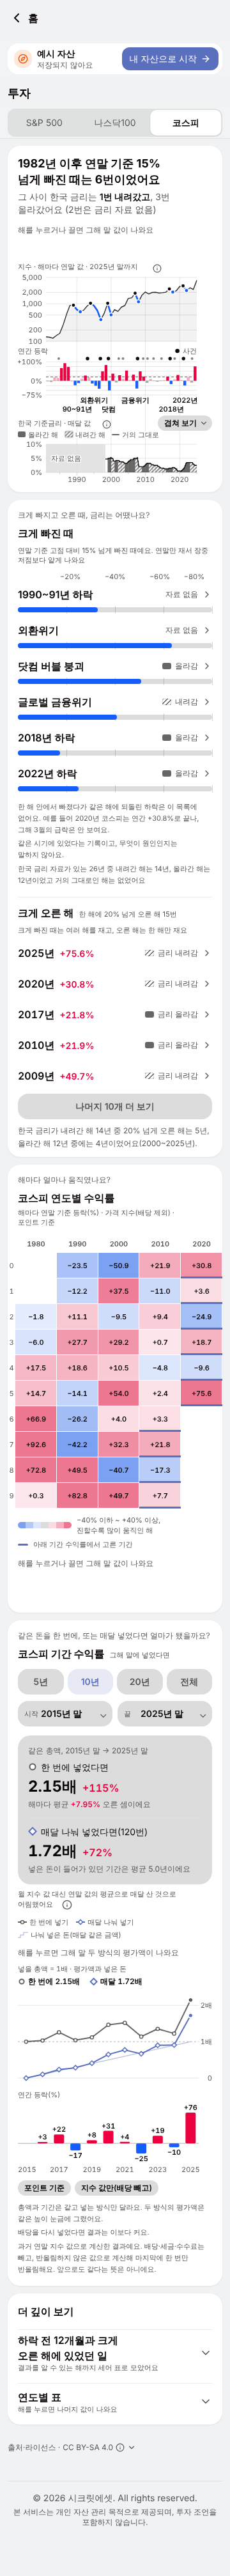 홈
예시 자산
저장되지 않아요
내 자산으로 시작 →
투자
S&P 500
나스닥100
코스피
1982년 이후 연말 기준 15%
넘게 빠진 때는 6번이었어요
그 사이 한국 금리는 1번 내려갔고, 3번
올라갔어요 (2번은 금리 자료 없음)
해를 누르거나 끌면 그해 말 값이 나와요
지수 · 해마다 연말 값 · 2025년 말까지
5,000
2,000
1,000
500
200
100
연간 등락
사건
+100%
0%
−75%
외환위기
금융위기
2022년
90~91년
닷컴
2018년
한국 기준금리 · 매달 값
겹쳐 보기
올라간 해
내려간 해
거의 그대로
10%
5%
0%
자료 없음
1990
2000
2010
2020
크게 빠지고 오른 때, 금리는 어땠나요?
크게 빠진 때
연말 기준 고점 대비 15% 넘게 빠진 때예요. 연말만 재서 장중
저점보다 얕게 나와요
−20%
−40%
−60%
−80%
1990~91년 하락
자료 없음
외환위기
자료 없음
닷컴 버블 붕괴
올라감
글로벌 금융위기
내려감
2018년 하락
올라감
2022년 하락
올라감
한 해 안에서 빠졌다가 같은 해에 되돌린 하락은 이 목록에
없어요. 예를 들어 2020년 코스피는 연간 +30.8%로 끝나,
그해 3월의 급락은 안 보여요.
같은 시기에 있었다는 기록이고, 무엇이 원인인지는
말하지 않아요.
한국 금리 자료가 있는 26년 중 내려간 해는 14년, 올라간 해는
12년이었고 거의 그대로인 해는 없었어요
크게 오른 해
한 해에 20% 넘게 오른 해 15번
크게 빠진 때는 여러 해를 재고, 오른 해는 한 해만 재요
2025년 +75.6%
금리 내려감
2020년 +30.8%
금리 내려감
2017년 +21.8%
금리 올라감
2010년 +21.9%
금리 올라감
2009년 +49.7%
금리 내려감
나머지 10개 더 보기
한국 금리가 내려간 해 14년 중 20% 넘게 오른 해는 5년,
올라간 해 12년 중에는 4년이었어요(2000~2025년).
해마다 얼마나 움직였나요?
코스피 연도별 수익률
해마다 연말 기준 등락(%) · 가격 지수(배당 제외) ·
포인트 기준
1980
1990
2000
2010
2020
0
−23.5
−50.9
+21.9
+30.8
1
−12.2
+37.5
−11.0
+3.6
2
−1.8
+11.1
−9.5
+9.4
−24.9
3
−6.0
+27.7
+29.2
+0.7
+18.7
4
+17.5
+18.6
+10.5
−4.8
−9.6
5
+14.7
−14.1
+54.0
+2.4
+75.6
6
+66.9
−26.2
+4.0
+3.3
7
+92.6
−42.2
+32.3
+21.8
8
+72.8
+49.5
−40.7
−17.3
9
+0.3
+82.8
+49.7
+7.7
−40% 이하 ~ +40% 이상,
진할수록 많이 움직인 해
아래 기간 수익률에서 고른 기간
해를 누르거나 끌면 그해 말 값이 나와요
같은 돈을 한 번에, 또는 매달 넣었다면 얼마가 됐을까요?
코스피 기간 수익률
그해 말에 넣었다면
5년
10년
20년
전체
시작 2015년 말
끝 2025년 말
같은 총액, 2015년 말 → 2025년 말
한 번에 넣었다면
2.15배 +115%
해마다 평균 +7.95% 오른 셈이에요
매달 나눠 넣었다면(120번)
1.72배 +72%
넣은 돈이 들어가 있던 기간은 평균 5.0년이에요
월 지수 값 대신 연말 값의 평균으로 매달 산 것으로
어림했어요
한 번에 넣기
매달 나눠 넣기
나눠 넣은 돈(매달 같은 금액)
해를 누르면 그해 말 두 방식의 평가액이 나와요
넣을 총액 = 1배 · 평가액과 넣은 돈
한 번에 2.15배
매달 1.72배
2배
1배
0
연간 등락(%)
+3
+22
−17
+8
+31
+4
−25
+19
−10
+76
2015
2017
2019
2021
2023
2025
포인트 기준
지수 값만(배당 빼고)
총액과 기간은 같고 넣는 방식만 달라요. 두 방식의 평가액은
같은 높이 눈금에 그렸어요.
배당을 다시 넣었다면 결과는 이보다 커요.
과거 연말 지수 값으로 계산한 결과예요. 배당·세금·수수료는
빼고, 반올림하지 않은 값으로 계산해 마지막에 한 번만
반올림해요. 앞으로도 같다는 뜻은 아니에요.
더 깊이 보기
하락 전 12개월과 크게
오른 해에 있었던 일
결과를 알 수 있는 해까지 세어 표로 모았어요
연도별 표
해를 누르면 나머지 값이 나와요
출처·라이선스 · CC BY-SA 4.0
© 2026 시크릿에셋. All rights reserved.
본 서비스는 개인 자산 관리 목적으로 제공되며, 투자 조언을
포함하지 않습니다.